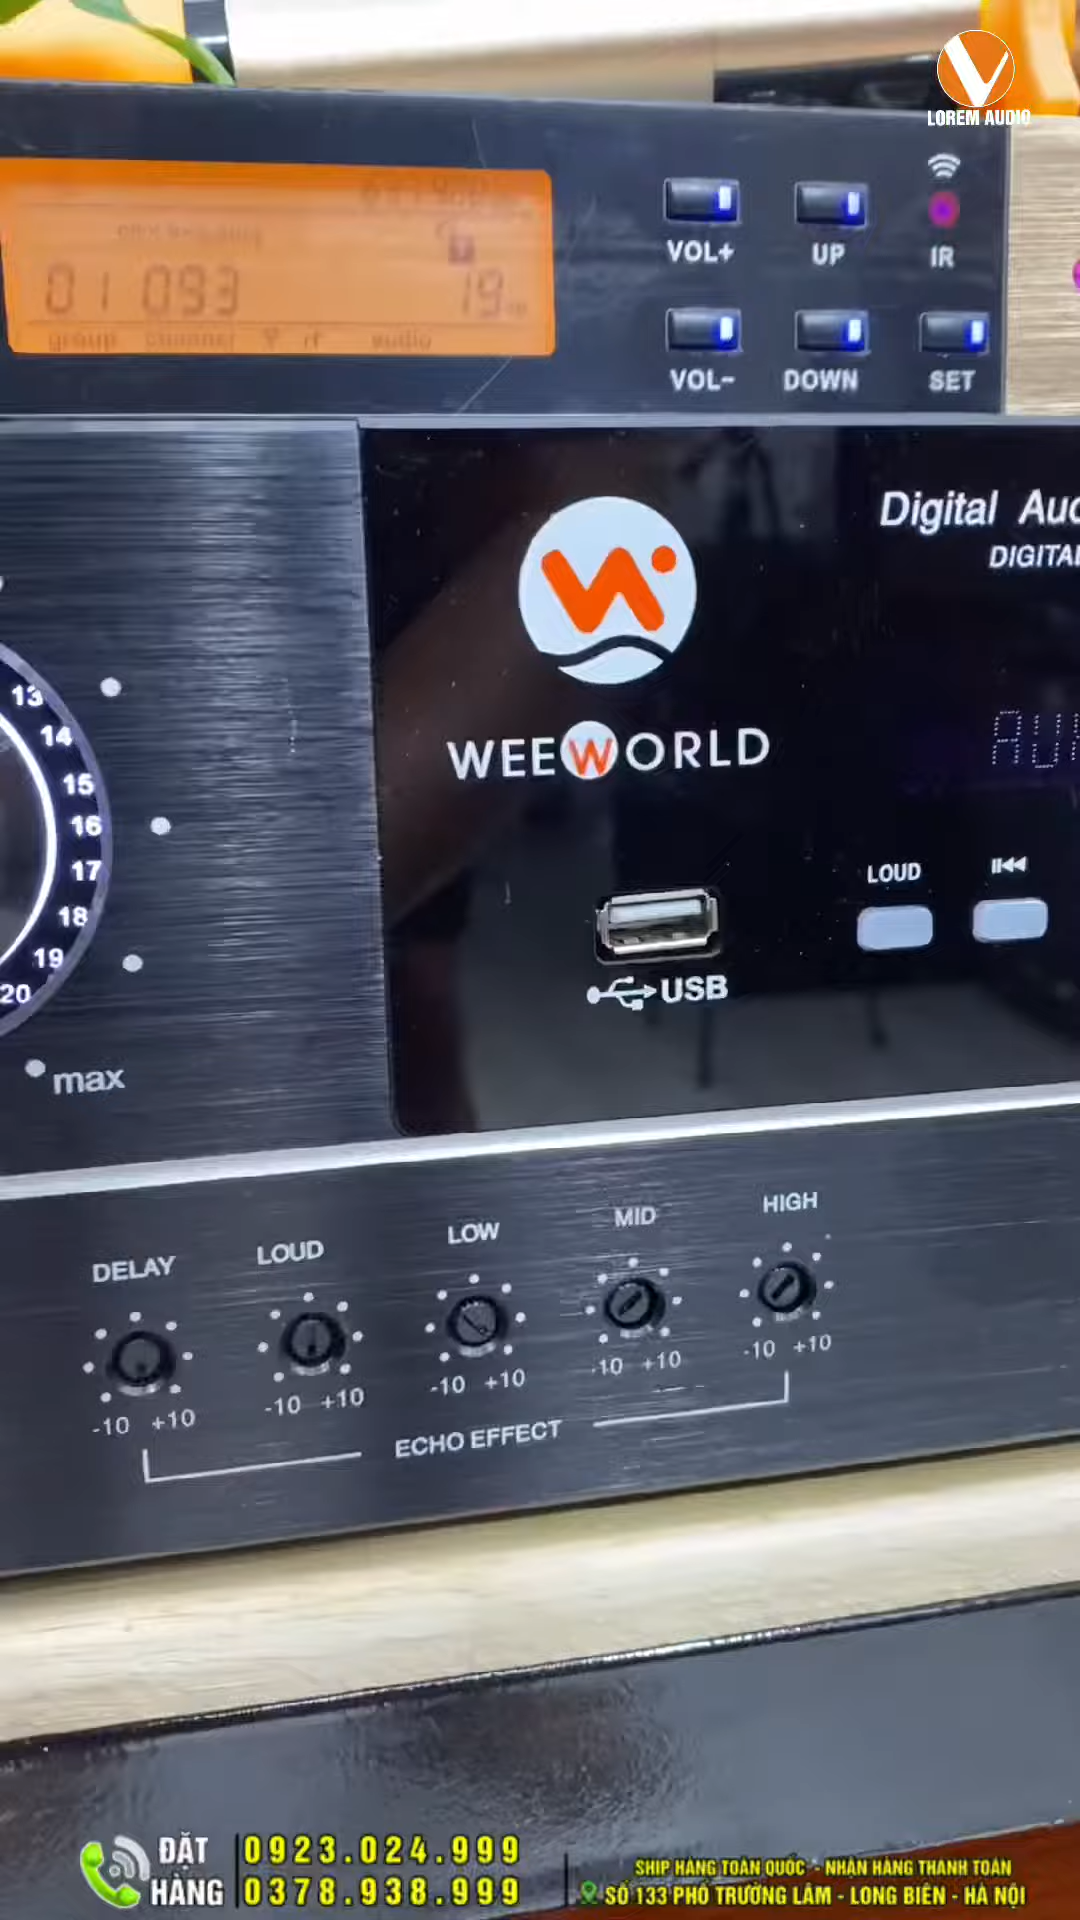 LOREM AUDIO
01 093 19
group channel audio
VOL+ UP IR
VOL- DOWN SET
Digital
WEEWORLD
13
14
15
16
17
18
19
20
max
LOUD
USB
DELAY LOUD LOW MID HIGH
-10 +10 -10 +10 -10 +10 -10 +10 -10 +10
ECHO EFFECT
ĐẶT HÀNG
0923.024.999
0378.938.999
SHIP HÀNG TOÀN QUỐC - NHẬN HÀNG THANH TOÁN
SỐ 133 PHỐ TRƯỜNG LÂM - LONG BIÊN - HÀ NỘI